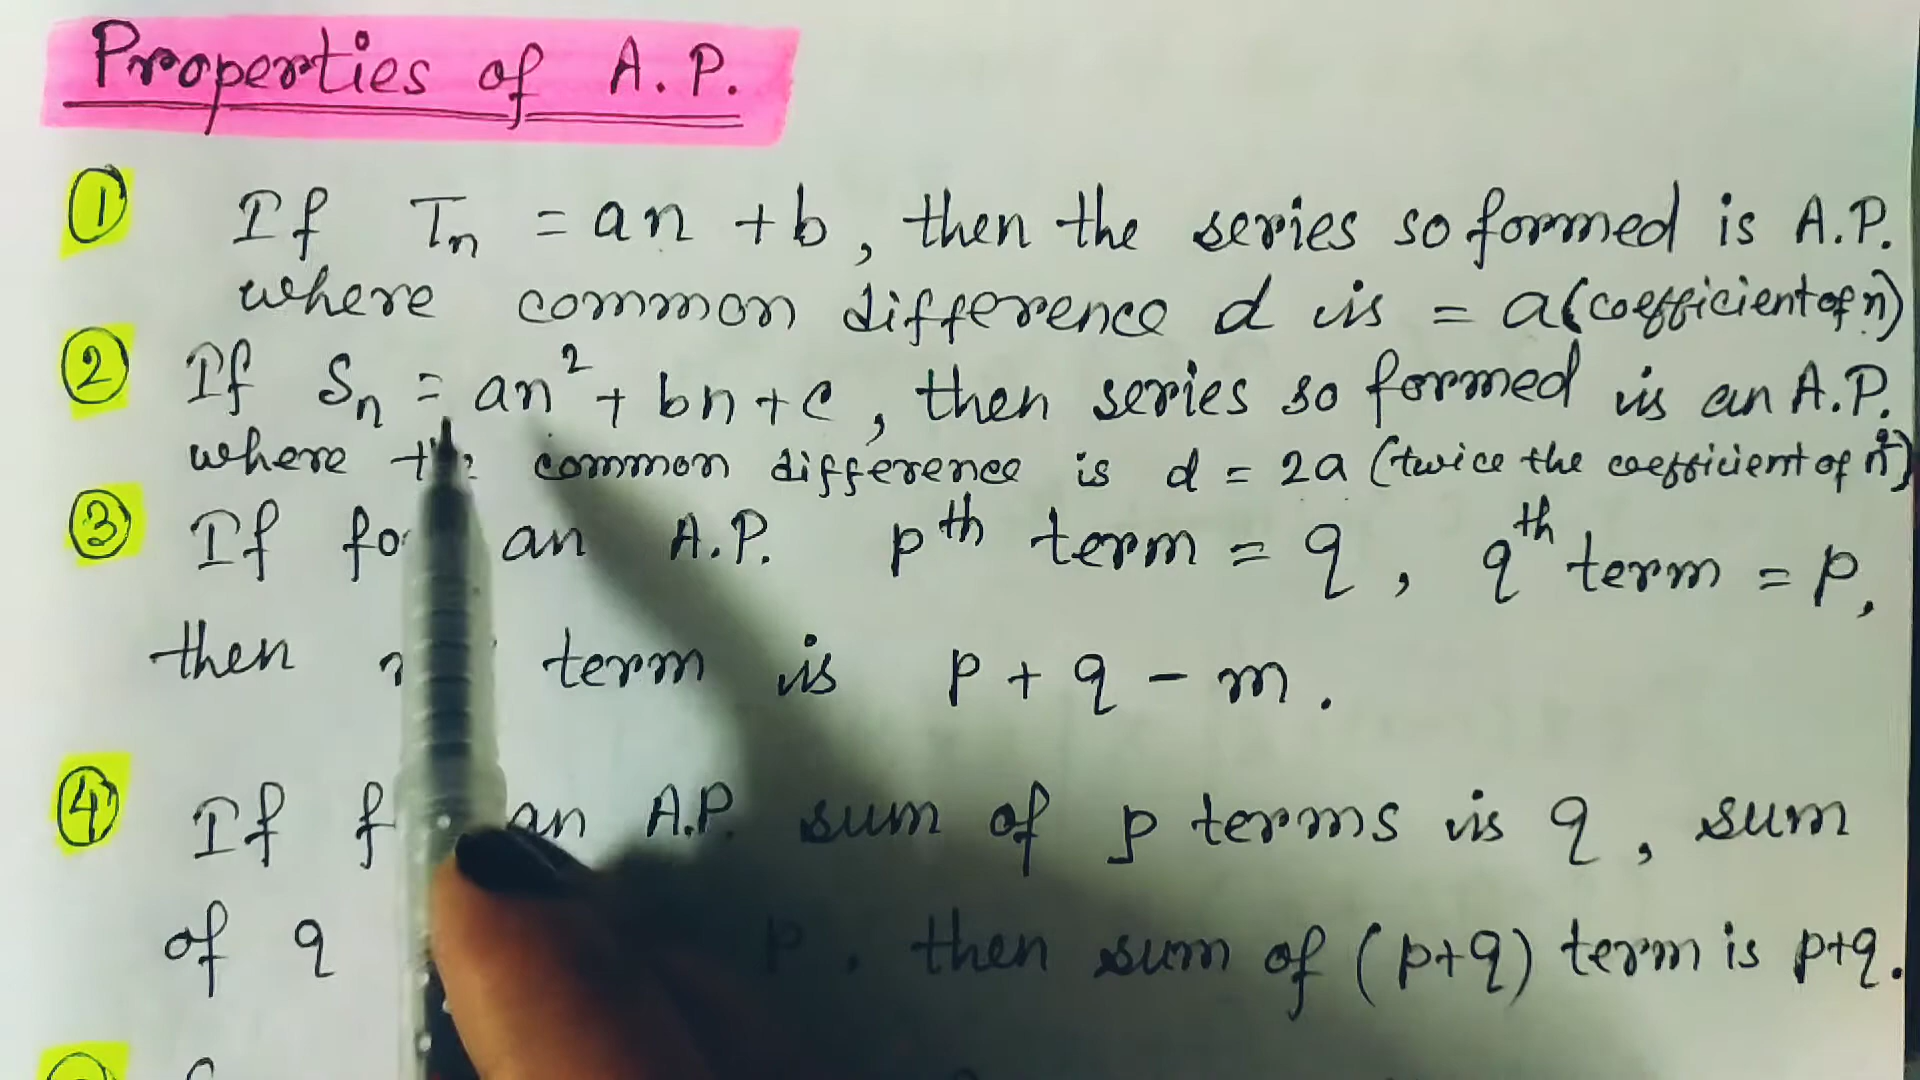 Properties of A.P.
① If Tₙ = an + b, then the series so formed is A.P.
where common difference d is = a (coefficient of n)
② If Sₙ = an² + bn + c, then series so formed is an A.P.
where common difference is d = 2a (twice the coefficient of n²)
③ If an A.P. pᵗʰ term = q, qᵗʰ term = p,
then term is p + q - m.
④ If an A.P. sum of p terms is q, sum
of q p. then sum of (p+q) term is p+q.